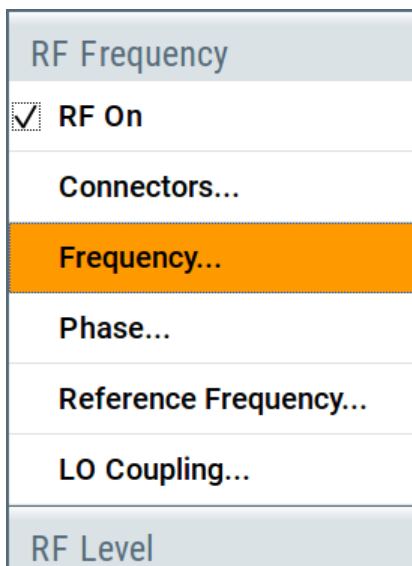 RF Frequency
RF On
Connectors...
Frequency...
Phase...
Reference Frequency...
LO Coupling...
RF Level